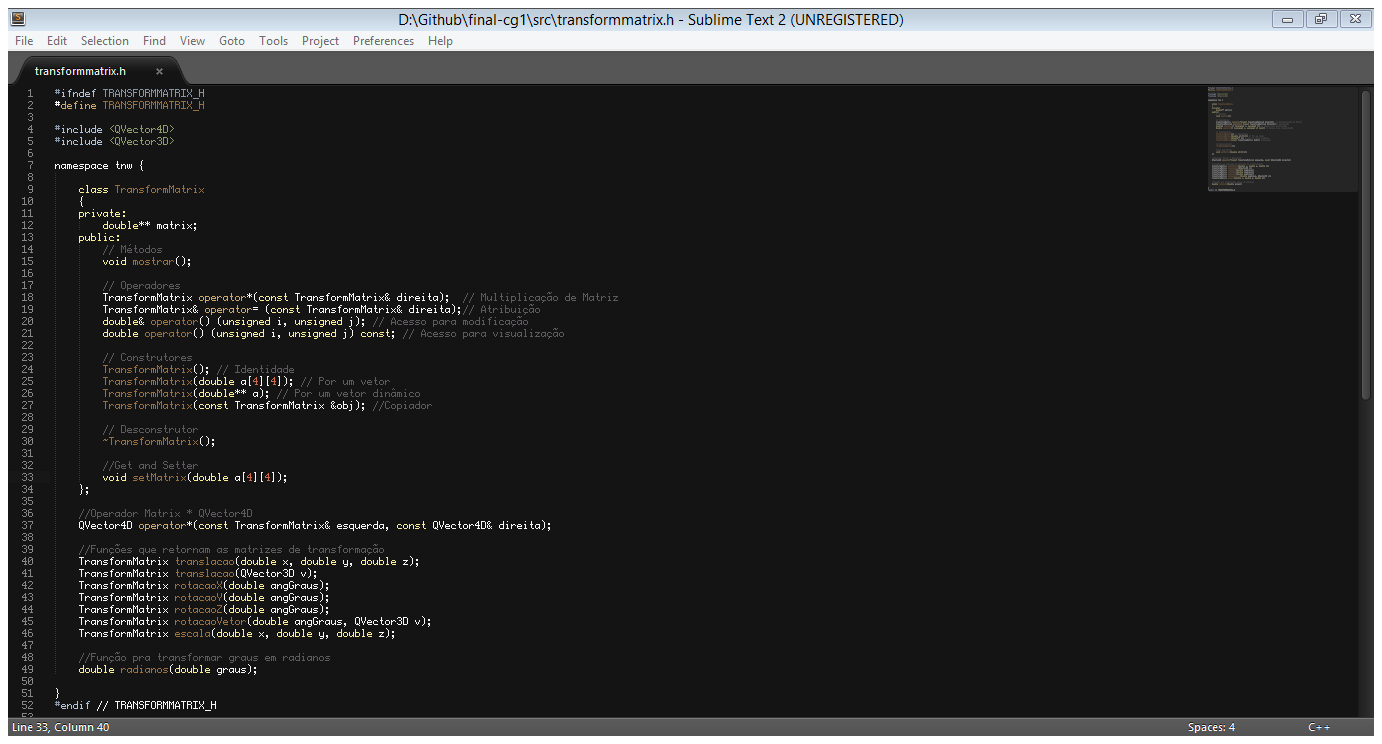 D:\Github\final-cg1\src\transformmatrix.h - Sublime Text 2 (UNREGISTERED)
File Edit Selection Find View Goto Tools Project Preferences Help
transformmatrix.h ×
1 #ifndef TRANSFORMMATRIX_H
2 #define TRANSFORMMATRIX_H
3
4 #include <QVector4D>
5 #include <QVector3D>
6
7 namespace tnw {
8
9     class TransformMatrix
10     {
11     private:
12         double** matrix;
13     public:
14         // Métodos
15         void mostrar();
16
17         // Operadores
18         TransformMatrix operator*(const TransformMatrix& direita);  // Multiplicação de Matriz
19         TransformMatrix& operator= (const TransformMatrix& direita);// Atribuição
20         double& operator() (unsigned i, unsigned j); // Acesso para modificação
21         double operator() (unsigned i, unsigned j) const; // Acesso para visualização
22
23         // Construtores
24         TransformMatrix(); // Identidade
25         TransformMatrix(double a[4][4]); // Por um vetor
26         TransformMatrix(double** a); // Por um vetor dinâmico
27         TransformMatrix(const TransformMatrix &obj); //Copiador
28
29         // Desconstrutor
30         ~TransformMatrix();
31
32         //Get and Setter
33         void setMatrix(double a[4][4]);
34     };
35
36     //Operador Matrix * QVector4D
37     QVector4D operator*(const TransformMatrix& esquerda, const QVector4D& direita);
38
39     //Funções que retornam as matrizes de transformação
40     TransformMatrix translacao(double x, double y, double z);
41     TransformMatrix translacao(QVector3D v);
42     TransformMatrix rotacaoX(double angGraus);
43     TransformMatrix rotacaoY(double angGraus);
44     TransformMatrix rotacaoZ(double angGraus);
45     TransformMatrix rotacaoVetor(double angGraus, QVector3D v);
46     TransformMatrix escala(double x, double y, double z);
47
48     //Função pra transformar graus em radianos
49     double radianos(double graus);
50
51 }
52 #endif // TRANSFORMMATRIX_H
53
Line 33, Column 40 Spaces: 4 C++